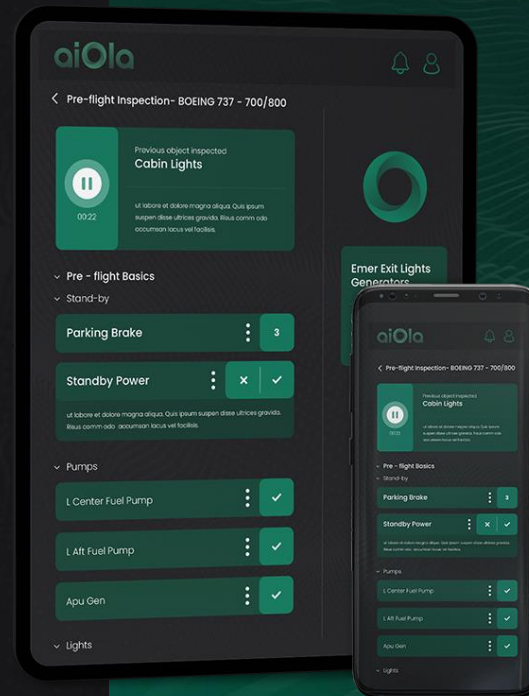 aiOla
Pre-flight Inspection- BOEING 737 - 700/800
Previous object inspected
Cabin Lights
00:22
ut labore et dolore magna aliqua. Quis ipsum
suspen disse ultrices gravida. Risus comm odo
accumsan lacus vel facilisis.
Pre - flight Basics
Stand-by
Parking Brake
3
Standby Power
ut labore et dolore magna aliqua. Quis ipsum suspen disse ultrices gravida.
Risus comm odo accumsan lacus vel facilisis.
Pumps
L Center Fuel Pump
L Aft Fuel Pump
Apu Gen
Lights
Emer Exit Lights
Generators
aiOla
Pre-flight Inspection- BOEING 737 - 700/800
Previous object inspected
Cabin Lights
Pre - flight Basics
Stand-by
Parking Brake
3
Standby Power
Pumps
L Center Fuel Pump
L Aft Fuel Pump
Apu Gen
Lights